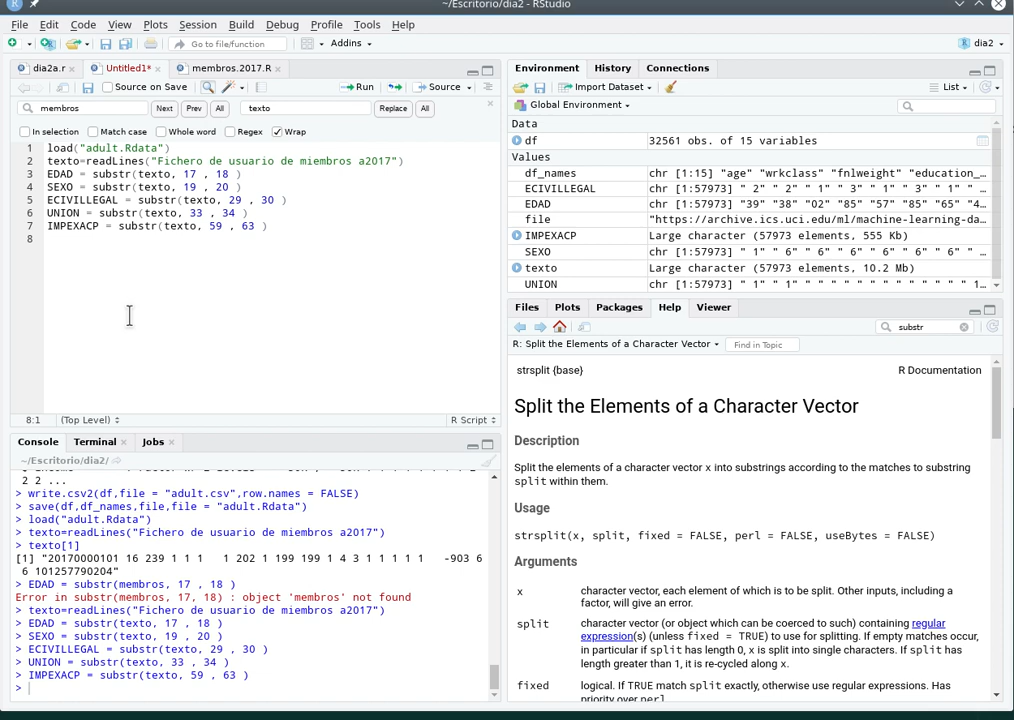 ~/Escritorio/dia2 - RStudio
File Edit Code View Plots Session Build Debug Profile Tools Help
Go to file/function Addins dia2
dia2a.r Untitled1* membros.2017.R
Source on Save Run Source
membros Next Prev All texto Replace All
In selection Match case Whole word Regex Wrap
1 load("adult.Rdata")
2 texto=readLines("Fichero de usuario de miembros a2017")
3 EDAD = substr(texto, 17 , 18 )
4 SEXO = substr(texto, 19 , 20 )
5 ECIVILLEGAL = substr(texto, 29 , 30 )
6 UNION = substr(texto, 33 , 34 )
7 IMPEXACP = substr(texto, 59 , 63 )
8
8:1 (Top Level) R Script
Console Terminal Jobs
~/Escritorio/dia2/
2 2 ...
> write.csv2(df,file = "adult.csv",row.names = FALSE)
> save(df,df_names,file,file = "adult.Rdata")
> load("adult.Rdata")
> texto=readLines("Fichero de usuario de miembros a2017")
> texto[1]
[1] "20170000101 16 239 1 1 1   1 202 1 199 199 1 4 3 1 1 1 1 1   -903 6
 6 101257790204"
> EDAD = substr(membros, 17 , 18 )
Error in substr(membros, 17, 18) : object 'membros' not found
> texto=readLines("Fichero de usuario de miembros a2017")
> EDAD = substr(texto, 17 , 18 )
> SEXO = substr(texto, 19 , 20 )
> ECIVILLEGAL = substr(texto, 29 , 30 )
> UNION = substr(texto, 33 , 34 )
> IMPEXACP = substr(texto, 59 , 63 )
>
Environment History Connections
Import Dataset List
Global Environment
Data
df 32561 obs. of 15 variables
Values
df_names chr [1:15] "age" "wrkclass" "fnlweight" "education_…
ECIVILLEGAL chr [1:57973] " 2" " 2" " 1" " 3" " 1" " 3" " 1" " …
EDAD chr [1:57973] "39" "38" "02" "85" "57" "85" "65" "4…
file "https://archive.ics.uci.edu/ml/machine-learning-da…
IMPEXACP Large character (57973 elements, 555 Kb)
SEXO chr [1:57973] " 1" " 6" " 6" " 6" " 6" " 6" " 6" " …
texto Large character (57973 elements, 10.2 Mb)
UNION chr [1:57973] " 1" " 1" "  " "  " "  " "  " "  " " 1…
Files Plots Packages Help Viewer
substr
R: Split the Elements of a Character Vector Find in Topic
strsplit {base} R Documentation
Split the Elements of a Character Vector
Description
Split the elements of a character vector x into substrings according to the matches to substring
split within them.
Usage
strsplit(x, split, fixed = FALSE, perl = FALSE, useBytes = FALSE)
Arguments
x character vector, each element of which is to be split. Other inputs, including a
factor, will give an error.
split character vector (or object which can be coerced to such) containing regular
expression(s) (unless fixed = TRUE) to use for splitting. If empty matches occur,
in particular if split has length 0, x is split into single characters. If split has
length greater than 1, it is re-cycled along x.
fixed logical. If TRUE match split exactly, otherwise use regular expressions. Has
priority over perl.